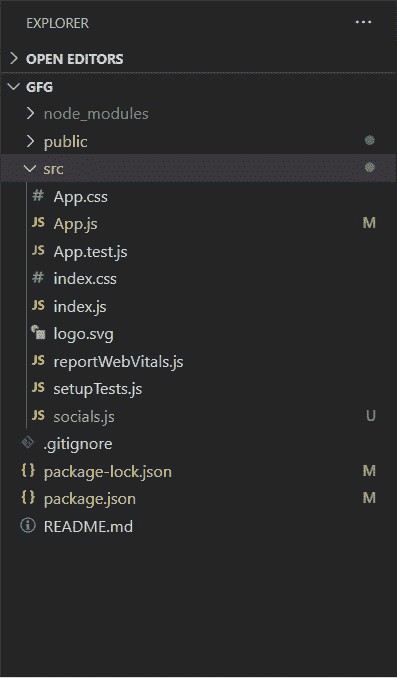 EXPLORER ...
OPEN EDITORS
GFG
node_modules
public
src
# App.css
JS App.js M
JS App.test.js
# index.css
JS index.js
logo.svg
JS reportWebVitals.js
JS setupTests.js
JS socials.js U
.gitignore
{} package-lock.json M
{} package.json M
README.md